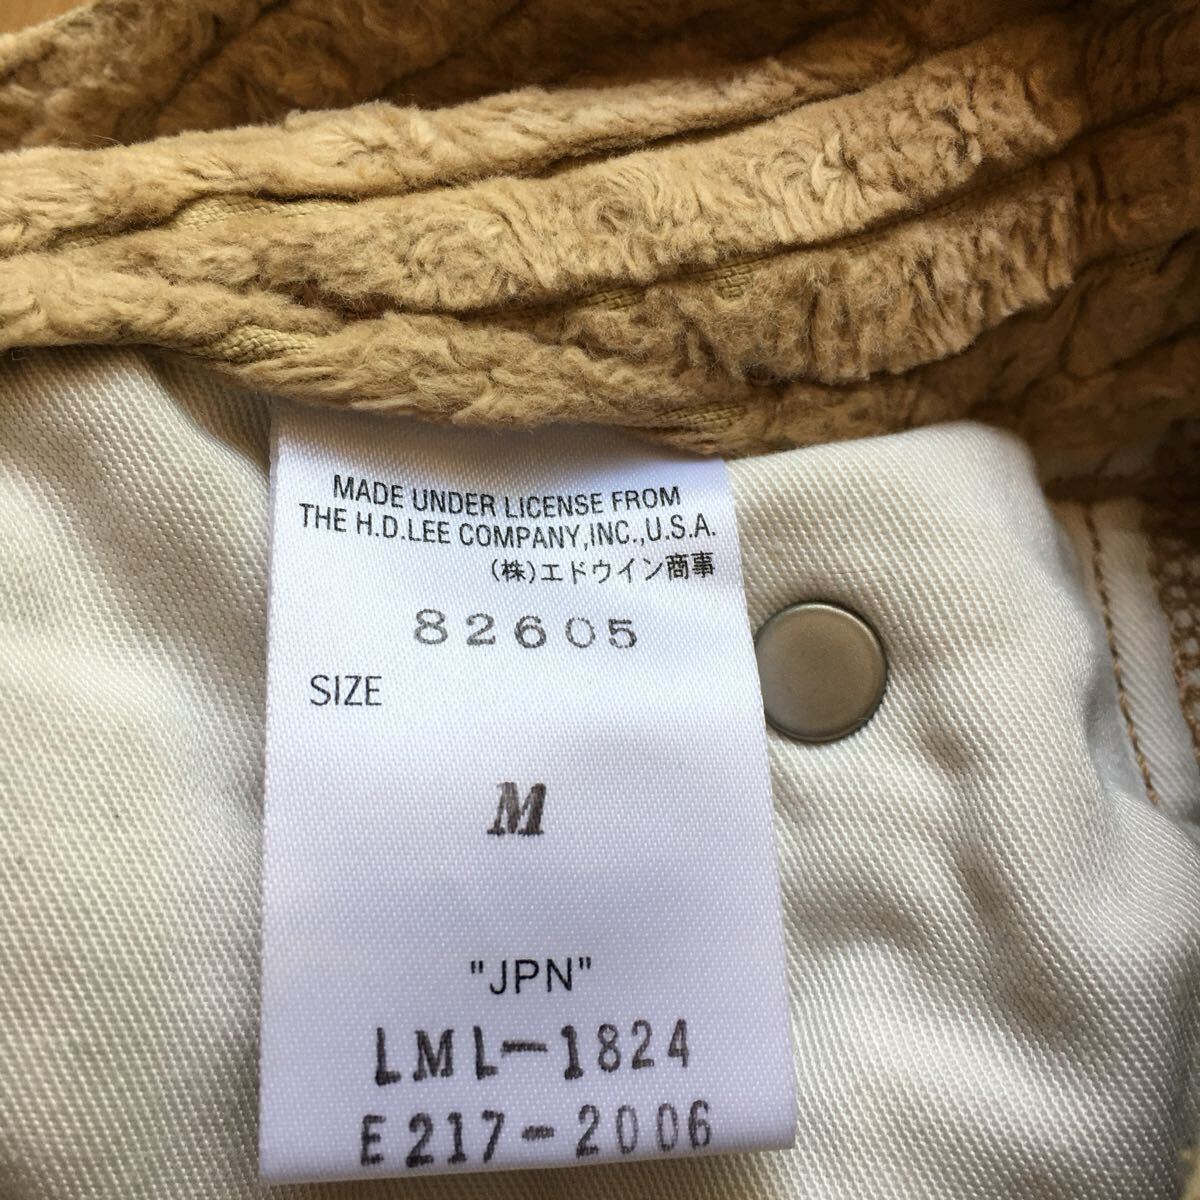 MADE UNDER LICENSE FROM
THE H.D.LEE COMPANY,INC.,U.S.A.
(株)エドウイン商事
82605
SIZE
M
"JPN"
LML-1824
E217-2006